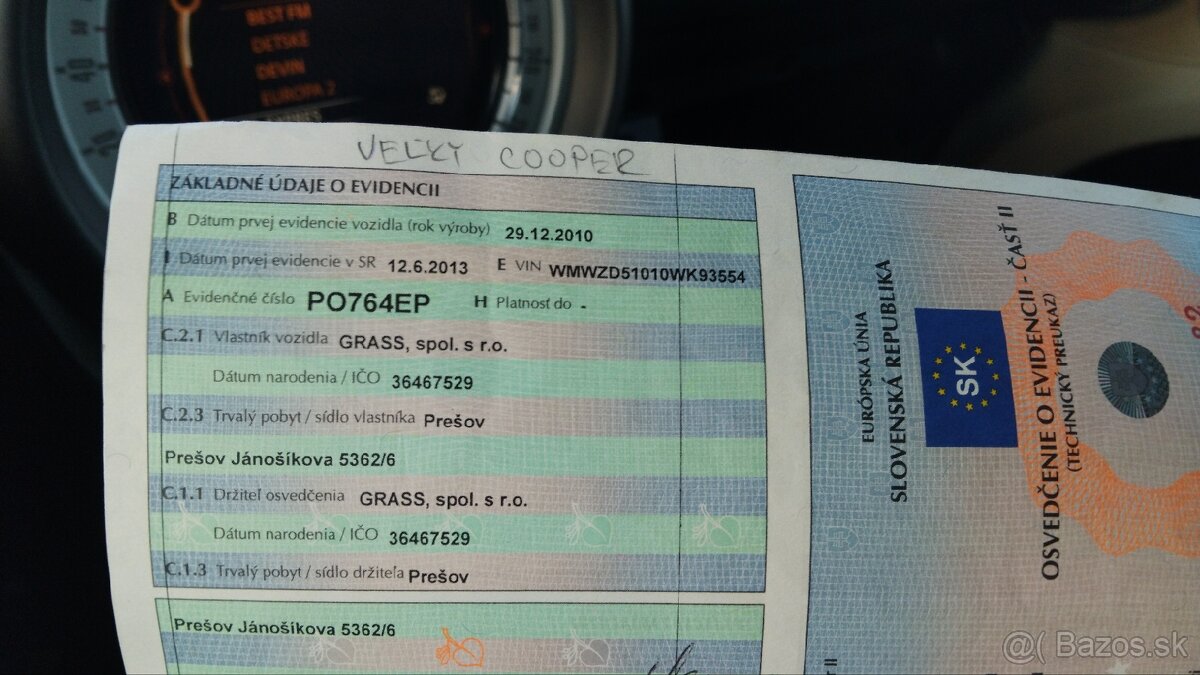 BEST FM
DETSKE
DEVIN
EUROPA 2
VEĽKÝ COOPER
ZÁKLADNÉ ÚDAJE O EVIDENCII
B Dátum prvej evidencie vozidla (rok výroby) 29.12.2010
I Dátum prvej evidencie v SR 12.6.2013 E VIN WMWZD51010WK93554
A Evidenčné číslo PO764EP H Platnosť do -
C.2.1 Vlastník vozidla GRASS, spol. s r.o.
Dátum narodenia / IČO 36467529
C.2.3 Trvalý pobyt / sídlo vlastníka Prešov
Prešov Jánošíkova 5362/6
C.1.1 Držiteľ osvedčenia GRASS, spol. s r.o.
Dátum narodenia / IČO 36467529
C.1.3 Trvalý pobyt / sídlo držiteľa Prešov
Prešov Jánošíkova 5362/6
EURÓPSKA ÚNIA
SLOVENSKÁ REPUBLIKA
SK
OSVEDČENIE O EVIDENCII - ČASŤ II
(TECHNICKÝ PREUKAZ)
@( Bazos.sk